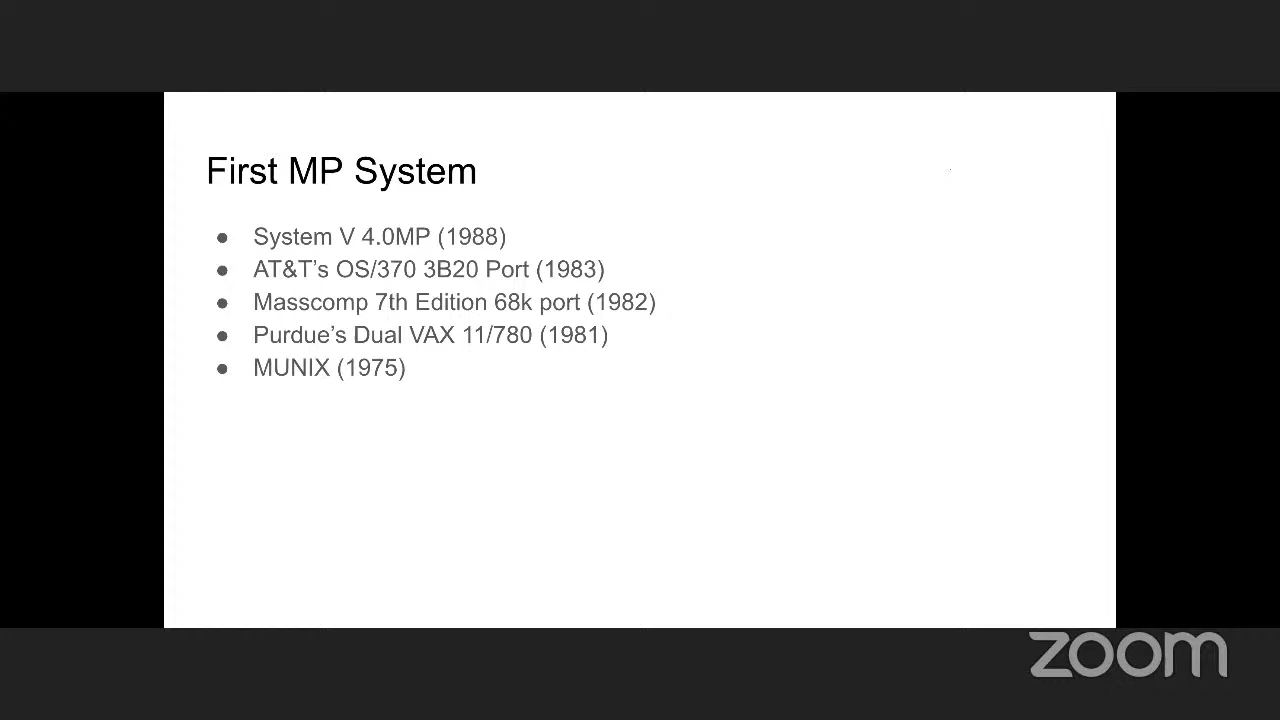 First MP System
● System V 4.0MP (1988)
● AT&T’s OS/370 3B20 Port (1983)
● Masscomp 7th Edition 68k port (1982)
● Purdue’s Dual VAX 11/780 (1981)
● MUNIX (1975)
zoom